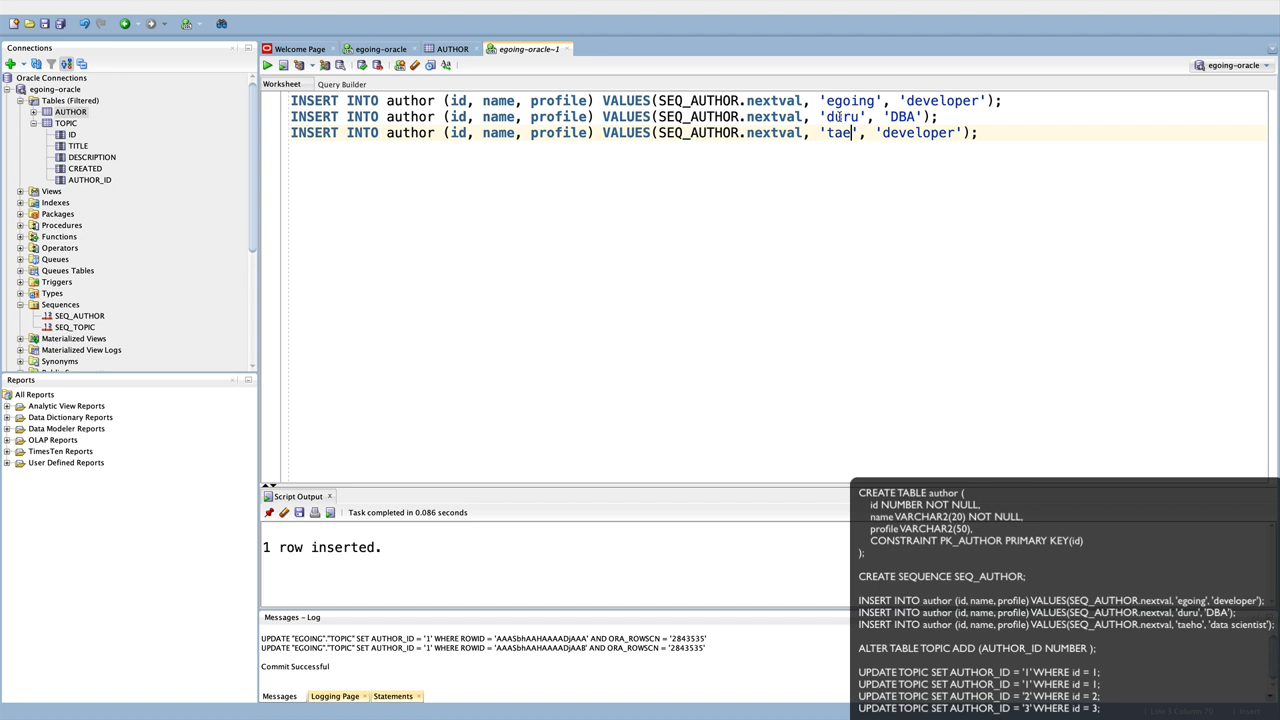 Connections
Oracle Connections
egoing-oracle
Tables (Filtered)
AUTHOR
TOPIC
ID
TITLE
DESCRIPTION
CREATED
AUTHOR_ID
Views
Indexes
Packages
Procedures
Functions
Operators
Queues
Queues Tables
Triggers
Types
Sequences
SEQ_AUTHOR
SEQ_TOPIC
Materialized Views
Materialized View Logs
Synonyms
Reports
All Reports
Analytic View Reports
Data Dictionary Reports
Data Modeler Reports
OLAP Reports
TimesTen Reports
User Defined Reports
Welcome Page
egoing-oracle
AUTHOR
egoing-oracle~1
egoing-oracle
Worksheet
Query Builder
INSERT INTO author (id, name, profile) VALUES(SEQ_AUTHOR.nextval, 'egoing', 'developer');
INSERT INTO author (id, name, profile) VALUES(SEQ_AUTHOR.nextval, 'duru', 'DBA');
INSERT INTO author (id, name, profile) VALUES(SEQ_AUTHOR.nextval, 'tae', 'developer');
Script Output
Task completed in 0.086 seconds
1 row inserted.
Messages - Log
UPDATE "EGOING"."TOPIC" SET AUTHOR_ID = '1' WHERE ROWID = 'AAASbhAAHAAAADjAAA' AND ORA_ROWSCN = '2843535'
UPDATE "EGOING"."TOPIC" SET AUTHOR_ID = '1' WHERE ROWID = 'AAASbhAAHAAAADjAAB' AND ORA_ROWSCN = '2843535'
Commit Successful
Messages
Logging Page
Statements
CREATE TABLE author (
id NUMBER NOT NULL,
name VARCHAR2(20) NOT NULL,
profile VARCHAR2(50),
CONSTRAINT PK_AUTHOR PRIMARY KEY(id)
);
CREATE SEQUENCE SEQ_AUTHOR;
INSERT INTO author (id, name, profile) VALUES(SEQ_AUTHOR.nextval, 'egoing', 'developer');
INSERT INTO author (id, name, profile) VALUES(SEQ_AUTHOR.nextval, 'duru', 'DBA');
INSERT INTO author (id, name, profile) VALUES(SEQ_AUTHOR.nextval, 'taeho', 'data scientist');
ALTER TABLE TOPIC ADD (AUTHOR_ID NUMBER );
UPDATE TOPIC SET AUTHOR_ID = '1' WHERE id = 1;
UPDATE TOPIC SET AUTHOR_ID = '1' WHERE id = 1;
UPDATE TOPIC SET AUTHOR_ID = '2' WHERE id = 2;
UPDATE TOPIC SET AUTHOR_ID = '3' WHERE id = 3;